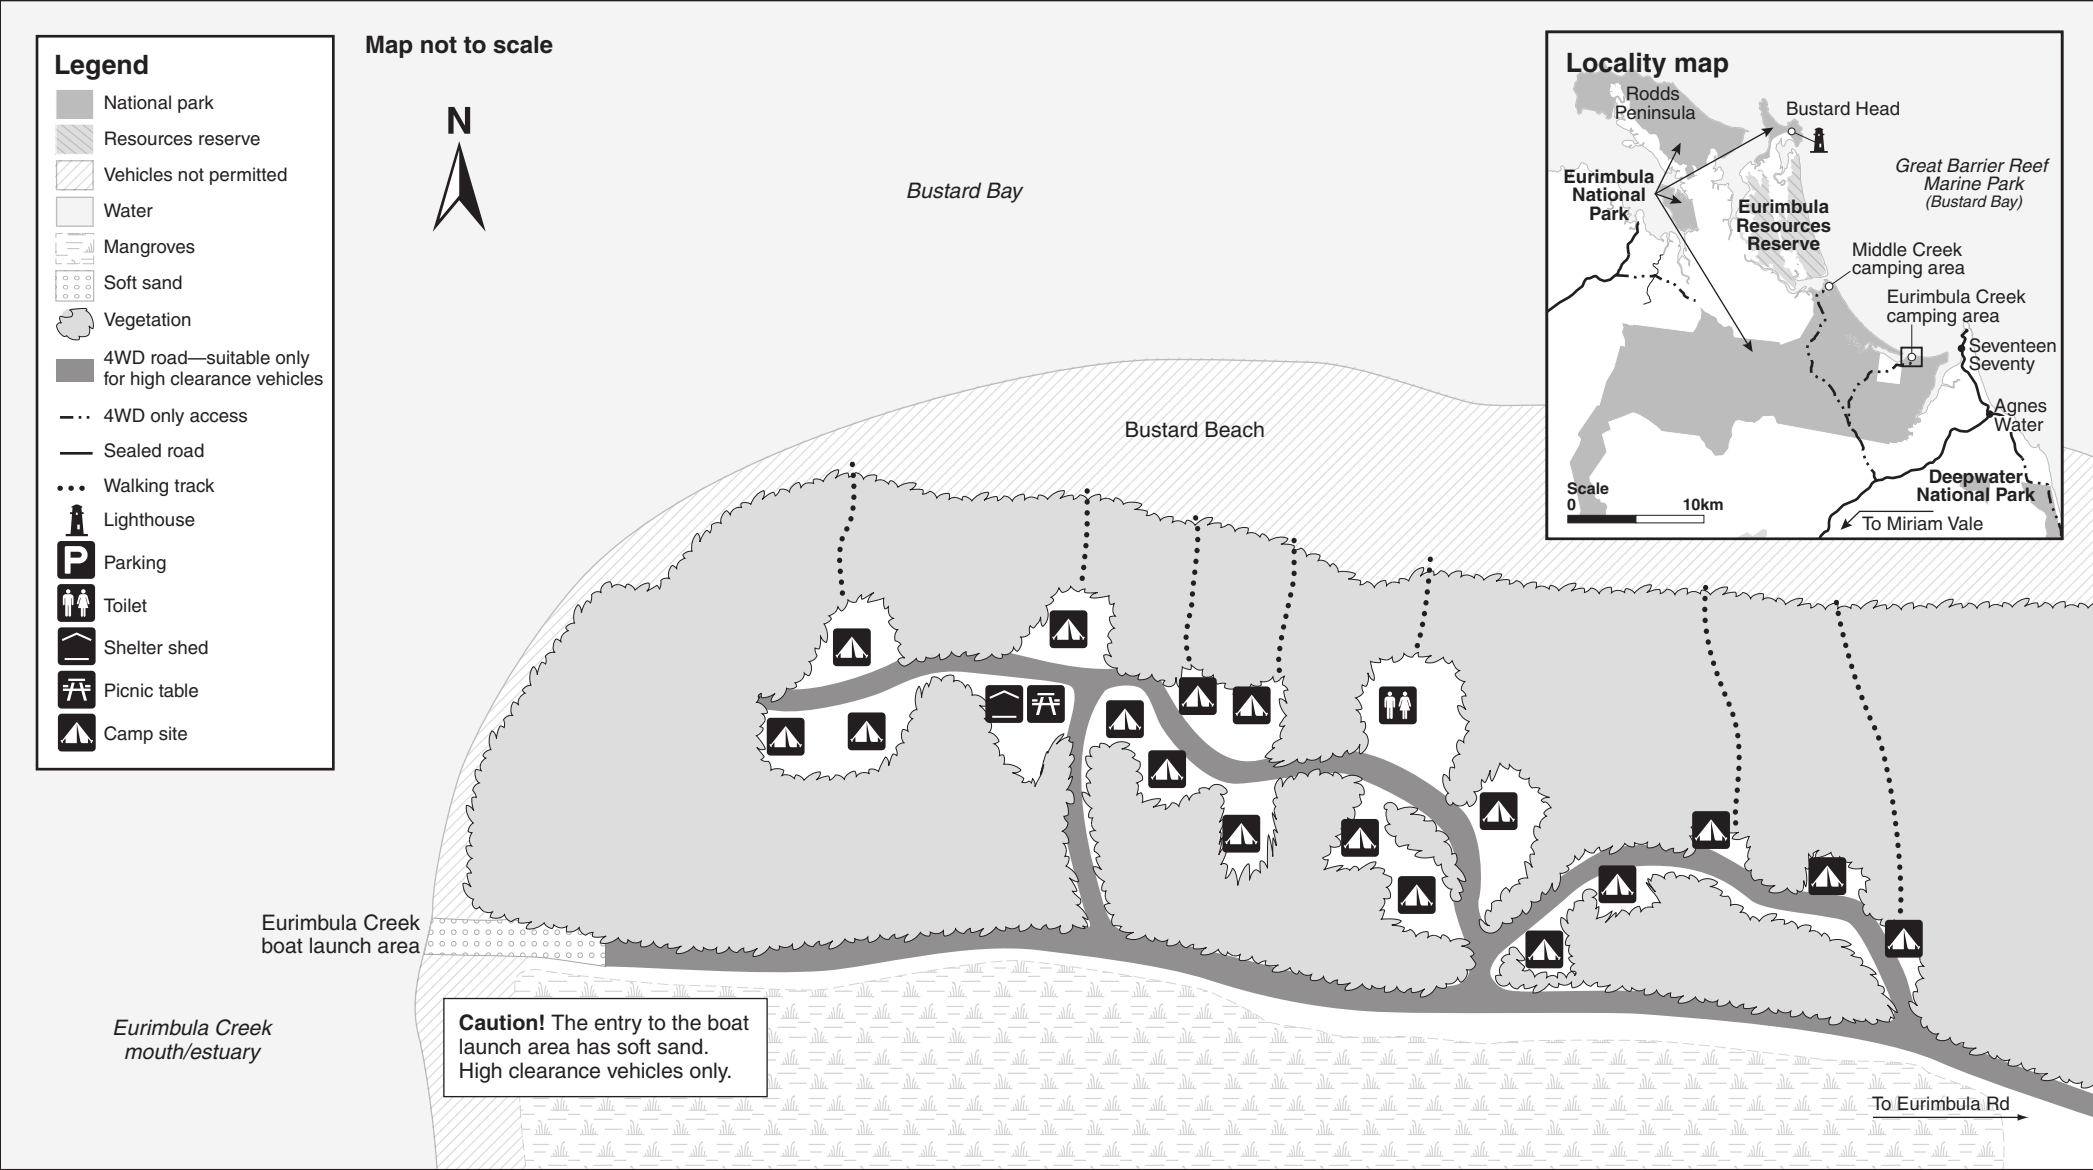 Map not to scale
Legend
National park
Resources reserve
Vehicles not permitted
Water
Mangroves
Soft sand
Vegetation
4WD road—suitable only
for high clearance vehicles
4WD only access
Sealed road
Walking track
Lighthouse
P
Parking
Toilet
Shelter shed
Picnic table
Camp site
N
Bustard Bay
Bustard Beach
Locality map
Rodds
Peninsula
Bustard Head
Great Barrier Reef
Marine Park
(Bustard Bay)
Eurimbula
National
Park
Eurimbula
Resources
Reserve
Middle Creek
camping area
Eurimbula Creek
camping area
Seventeen
Seventy
Agnes
Water
Deepwater
National Park
Scale
0 10km
To Miriam Vale
Eurimbula Creek
boat launch area
Eurimbula Creek
mouth/estuary
Caution! The entry to the boat
launch area has soft sand.
High clearance vehicles only.
To Eurimbula Rd